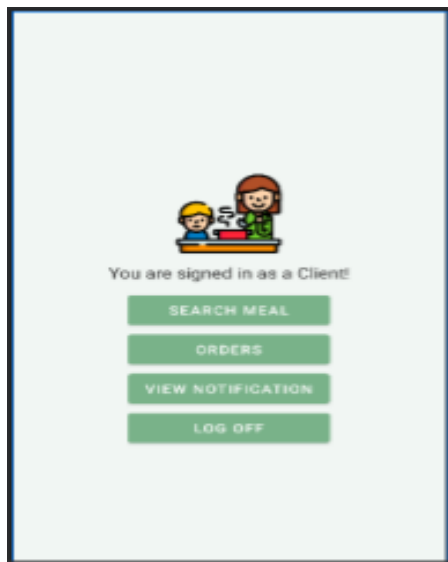 You are signed in as a Client!
SEARCH MEAL
ORDERS
VIEW NOTIFICATION
LOG OFF